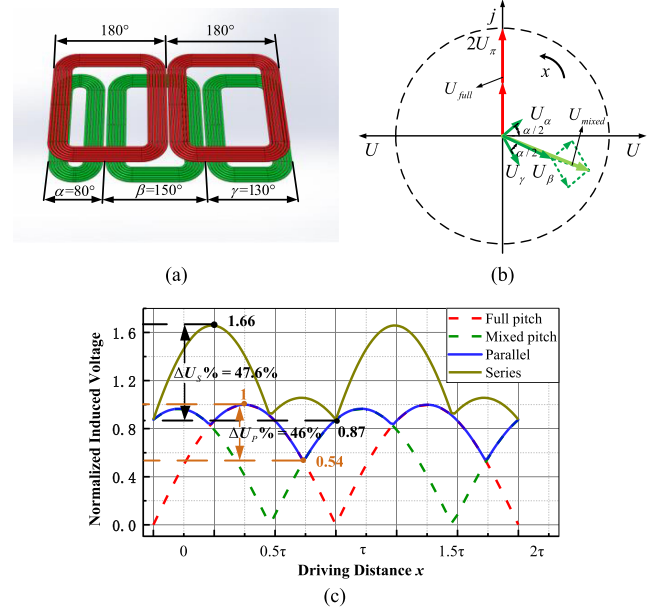 180° 180°
α=80° β=150° γ=130°
(a)
j
2U_π
x
U_full
U_α
U_mixed
α/2
α/2
U U
U_γ U_β
(b)
Normalized Induced Voltage
1.6
1.2
0.8
0.4
0.0
1.66
ΔU_S% = 47.6%
1
ΔU_P% = 46%
0.87
0.54
Full pitch
Mixed pitch
Parallel
Series
0 0.5τ τ 1.5τ 2τ
Driving Distance x
(c)